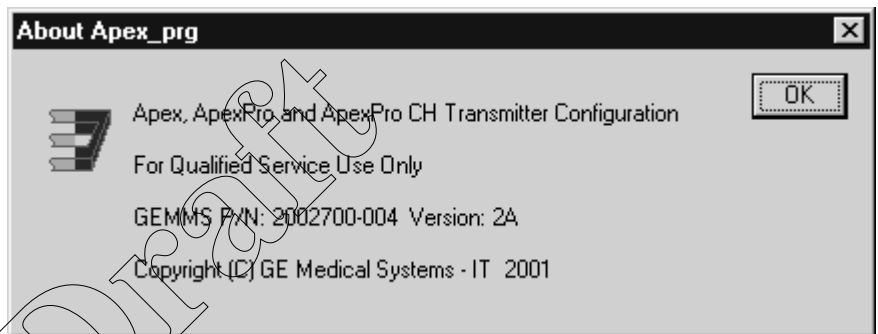 About Apex_prg
OK
Apex, ApexPro and ApexPro CH Transmitter Configuration
For Qualified Service Use Only
GEMMS P/N: 2002700-004 Version: 2A
Copyright (C) GE Medical Systems - IT 2001
Draft